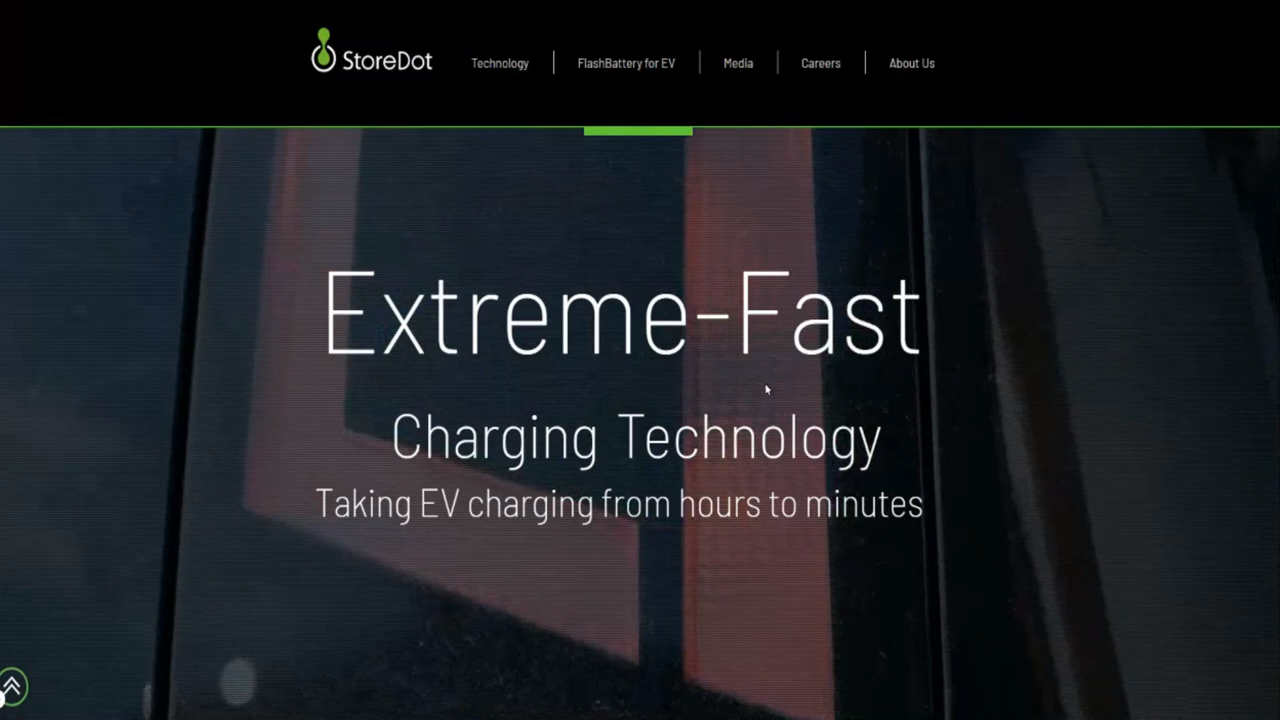 StoreDot
Technology
FlashBattery for EV
Media
Careers
About Us
Extreme-Fast
Charging Technology
Taking EV charging from hours to minutes